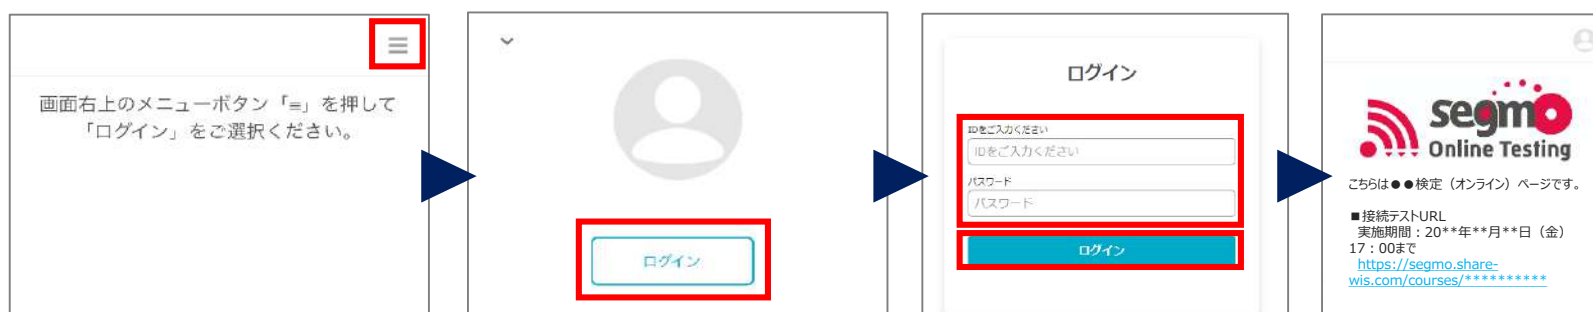 ≡
画面右上のメニューボタン「≡」を押して
「ログイン」をご選択ください。
ログイン
ログイン
IDをご入力ください
IDをご入力ください
パスワード
パスワード
ログイン
segmo
Online Testing
こちらは●●検定（オンライン）ページです。
■接続テストURL
実施期間：20**年**月**日（金）
17：00まで
https://segmo.share-
wis.com/courses/**********